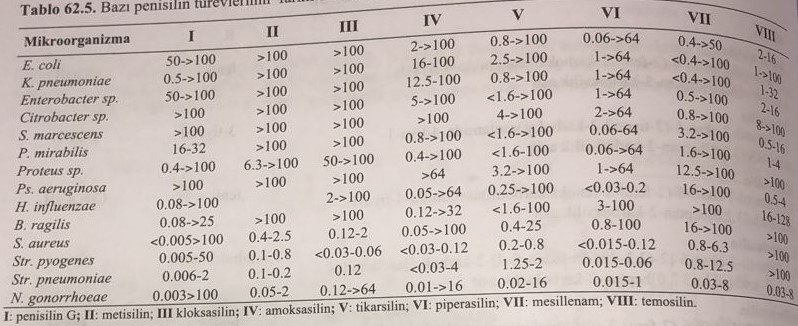 Tablo 62.5. Bazı penisilin türevlerinin
Mikroorganizma I II III IV V VI VII VIII
E. coli 50->100 >100 >100 2->100 0.8->100 0.06->64 0.4->50 2-16
K. pneumoniae 0.5->100 >100 >100 16-100 2.5->100 1->64 <0.4->100 1->100
Enterobacter sp. 50->100 >100 >100 12.5-100 0.8->100 1->64 <0.4->100 1-32
Citrobacter sp. >100 >100 >100 5->100 <1.6->100 1->64 0.5->100 2-16
S. marcescens >100 >100 >100 >100 4->100 2->64 0.8->100 8->100
P. mirabilis 16-32 >100 >100 0.8->100 <1.6->100 0.06-64 3.2->100 0.5-16
Proteus sp. 0.4->100 6.3->100 50->100 0.4->100 <1.6-100 0.06->64 1.6->100 1-4
Ps. aeruginosa >100 >100 >100 >64 3.2->100 1->64 12.5->100 >100
H. influenzae 0.08->100 2->100 0.05->64 0.25->100 <0.03-0.2 16->100 0.5-4
B. ragilis 0.08->25 >100 >100 0.12->32 <1.6-100 3-100 >100 16-128
S. aureus <0.005>100 0.4-2.5 0.12-2 0.05->100 0.4-25 0.8-100 16->100 >100
Str. pyogenes 0.005-50 0.1-0.8 <0.03-0.06 <0.03-0.12 0.2-0.8 <0.015-0.12 0.8-6.3 >100
Str. pneumoniae 0.006-2 0.1-0.2 0.12 <0.03-4 1.25-2 0.015-0.06 0.8-12.5 >100
N. gonorrhoeae 0.003>100 0.05-2 0.12->64 0.01->16 0.02-16 0.015-1 0.03-8 0.03-8
I: penisilin G; II: metisilin; III kloksasilin; IV: amoksasilin; V: tikarsilin; VI: piperasilin; VII: mesillenam; VIII: temosilin.